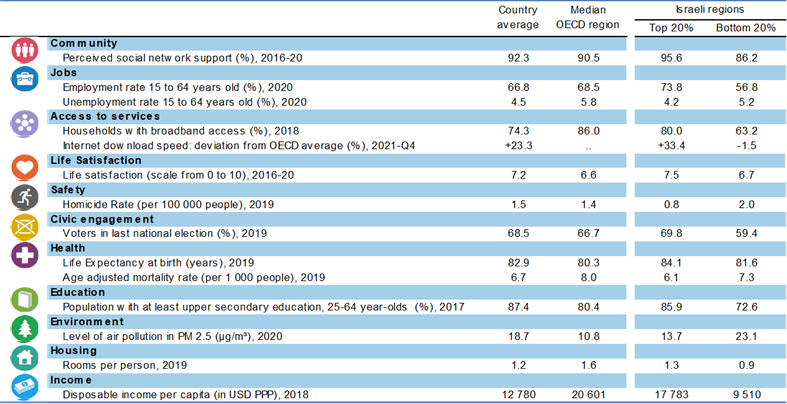 Country average Median OECD region Israeli regions
Top 20% Bottom 20%
Community
Perceived social network support (%), 2016-20 92.3 90.5 95.6 86.2
Jobs
Employment rate 15 to 64 years old (%), 2020 66.8 68.5 73.8 56.8
Unemployment rate 15 to 64 years old (%), 2020 4.5 5.8 4.2 5.2
Access to services
Households with broadband access (%), 2018 74.3 86.0 80.0 63.2
Internet download speed: deviation from OECD average (%), 2021-Q4 +23.3 .. +33.4 -1.5
Life Satisfaction
Life satisfaction (scale from 0 to 10), 2016-20 7.2 6.6 7.5 6.7
Safety
Homicide Rate (per 100 000 people), 2019 1.5 1.4 0.8 2.0
Civic engagement
Voters in last national election (%), 2019 68.5 66.7 69.8 59.4
Health
Life Expectancy at birth (years), 2019 82.9 80.3 84.1 81.6
Age adjusted mortality rate (per 1 000 people), 2019 6.7 8.0 6.1 7.3
Education
Population with at least upper secondary education, 25-64 year-olds (%), 2017 87.4 80.4 85.9 72.6
Environment
Level of air pollution in PM 2.5 (µg/m³), 2020 18.7 10.8 13.7 23.1
Housing
Rooms per person, 2019 1.2 1.6 1.3 0.9
Income
Disposable income per capita (in USD PPP), 2018 12 780 20 601 17 783 9 510